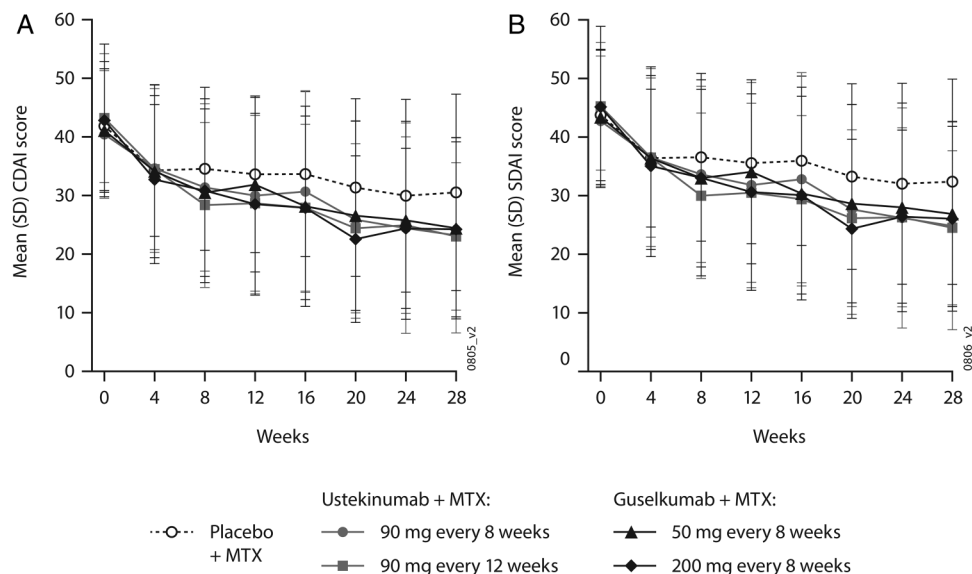 A
Mean (SD) CDAI score
60
50
40
30
20
10
0
0 4 8 12 16 20 24 28
Weeks
0805_v2
B
Mean (SD) SDAI score
60
50
40
30
20
10
0
0 4 8 12 16 20 24 28
Weeks
0806 v2
Placebo
+ MTX
Ustekinumab + MTX:
90 mg every 8 weeks
90 mg every 12 weeks
Guselkumab + MTX:
50 mg every 8 weeks
200 mg every 8 weeks